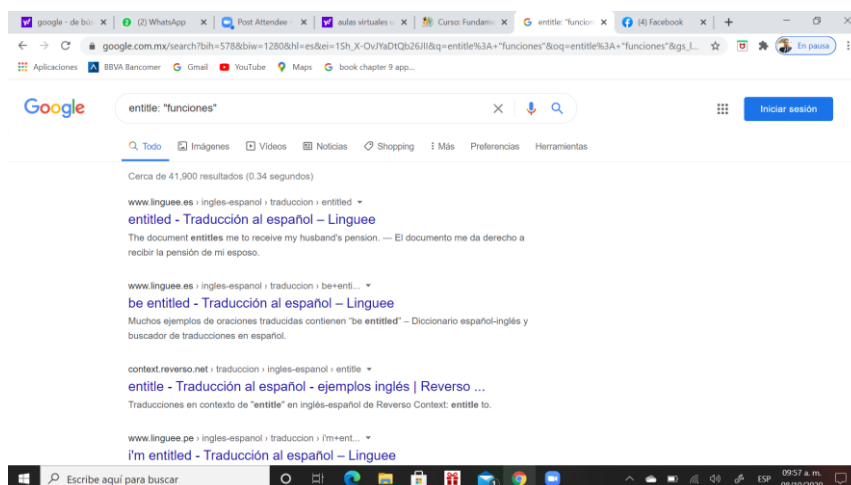 google - de bús
(2) WhatsApp
Post Attendee -
aulas virtuales u
Curso: Fundam
entitle: "funcion
(4) Facebook
google.com.mx/search?bih=578&biw=1280&hl=es&ei=1Sh_X-OvJYaDtQb26JII&q=entitle%3A+"funciones"&oq=entitle%3A+"funciones"&gs_l...
En pausa
Aplicaciones BBVA Bancomer Gmail YouTube Maps book chapter 9 app...
Google
entitle: "funciones"
Iniciar sesión
Todo Imágenes Vídeos Noticias Shopping Más Preferencias Herramientas
Cerca de 41,900 resultados (0.34 segundos)
www.linguee.es › ingles-espanol › traduccion › entitled
entitled - Traducción al español – Linguee
The document entitles me to receive my husband's pension. — El documento me da derecho a
recibir la pensión de mi esposo.
www.linguee.es › ingles-espanol › traduccion › be+enti...
be entitled - Traducción al español – Linguee
Muchos ejemplos de oraciones traducidas contienen "be entitled" – Diccionario español-inglés y
buscador de traducciones en español.
context.reverso.net › traduccion › ingles-espanol › entitle
entitle - Traducción al español - ejemplos inglés | Reverso ...
Traducciones en contexto de "entitle" en inglés-español de Reverso Context: entitle to.
www.linguee.pe › ingles-espanol › traduccion › i'm+ent...
i'm entitled - Traducción al español – Linguee
Escribe aquí para buscar
ESP
09:57 a. m.
08/10/2020